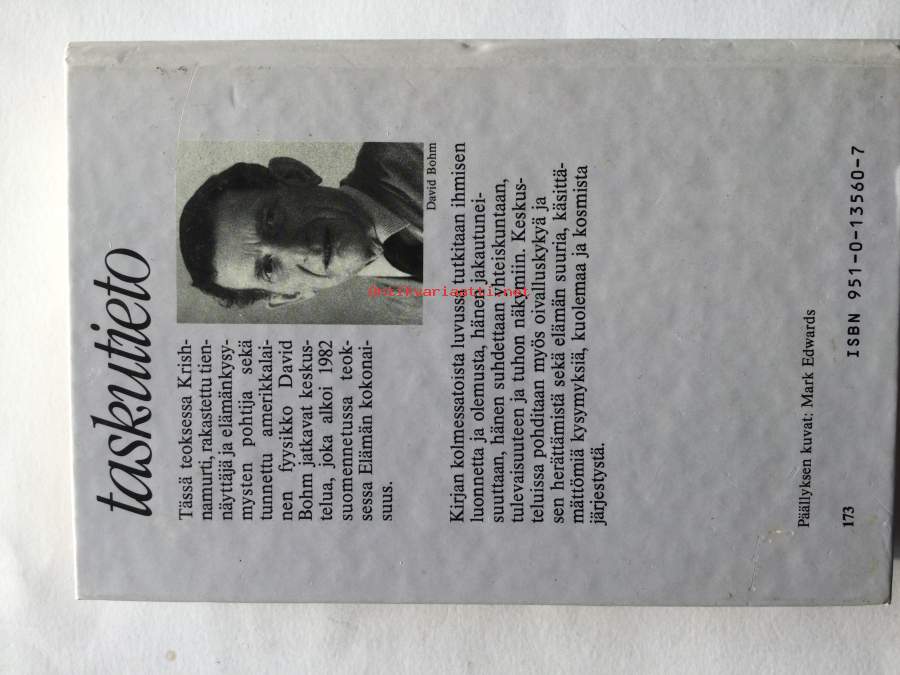 taskutieto
Tässä teoksessa Krish-
namurti, rakastettu tien-
näyttäjä ja elämänkysy-
mysten pohtija sekä
tunnettu amerikkalai-
nen fyysikko David
Bohm jatkavat keskus-
telua, joka alkoi 1982
suomennetussa teok-
sessa Elämän kokonai-
suus.
David Bohm
Kirjan kolmessatoista luvussa tutkitaan ihmisen
luonnetta ja olemusta, hänen jakautunei-
suuttaan, hänen suhdettaan yhteiskuntaan,
tulevaisuuteen ja tuhon näkymiin. Keskus-
teluissa pohditaan myös oivalluskykyä ja
sen herättämistä sekä elämän suuria, käsittä-
mättömiä kysymyksiä, kuolemaa ja kosmista
järjestystä.
Päällyksen kuvat: Mark Edwards
173
ISBN 951-0-13560-7
antikvariaatti.net